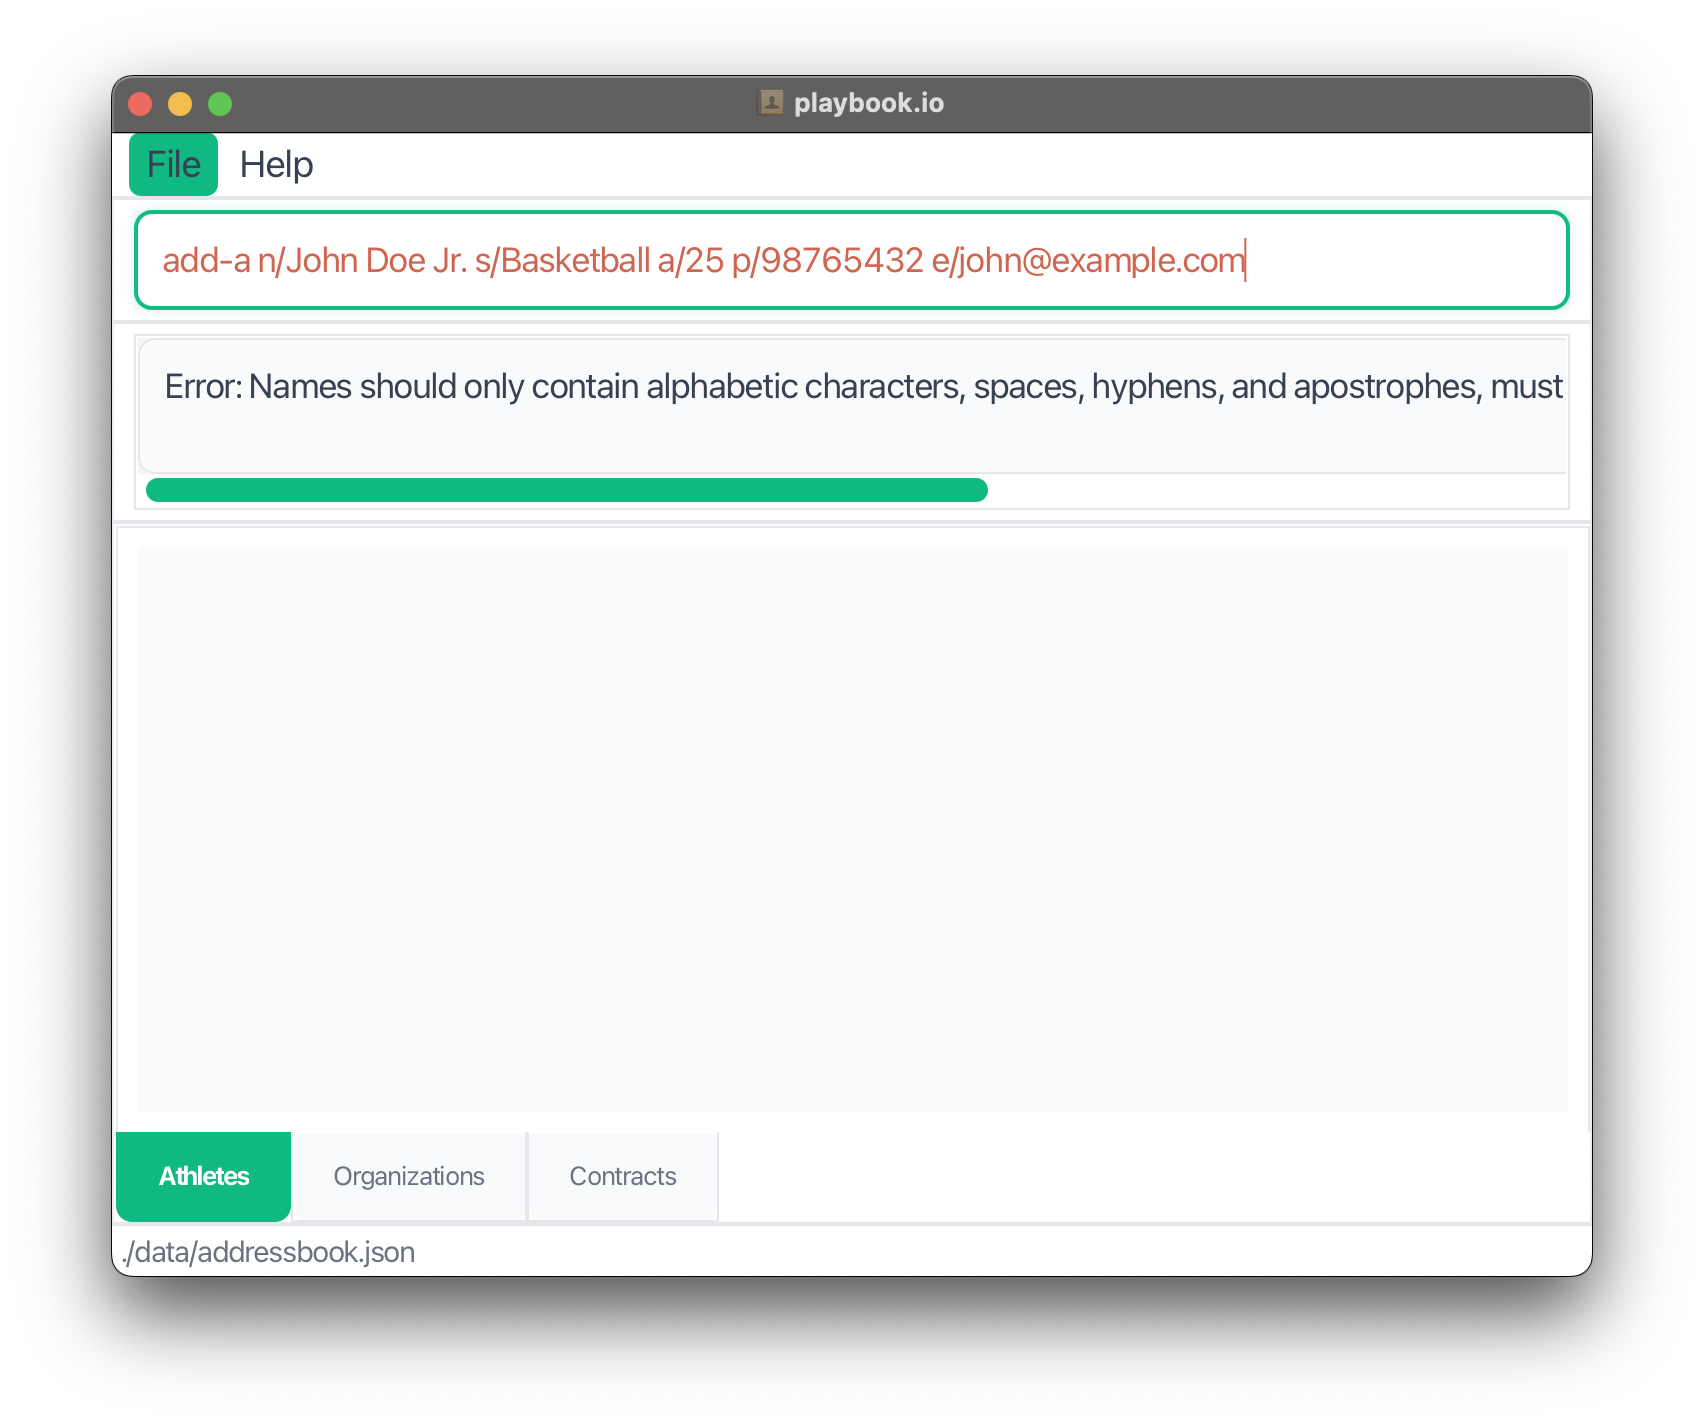 playbook.io
File Help
add-a n/John Doe Jr. s/Basketball a/25 p/98765432 e/john@example.com
Error: Names should only contain alphabetic characters, spaces, hyphens, and apostrophes, must
Athletes Organizations Contracts
./data/addressbook.json